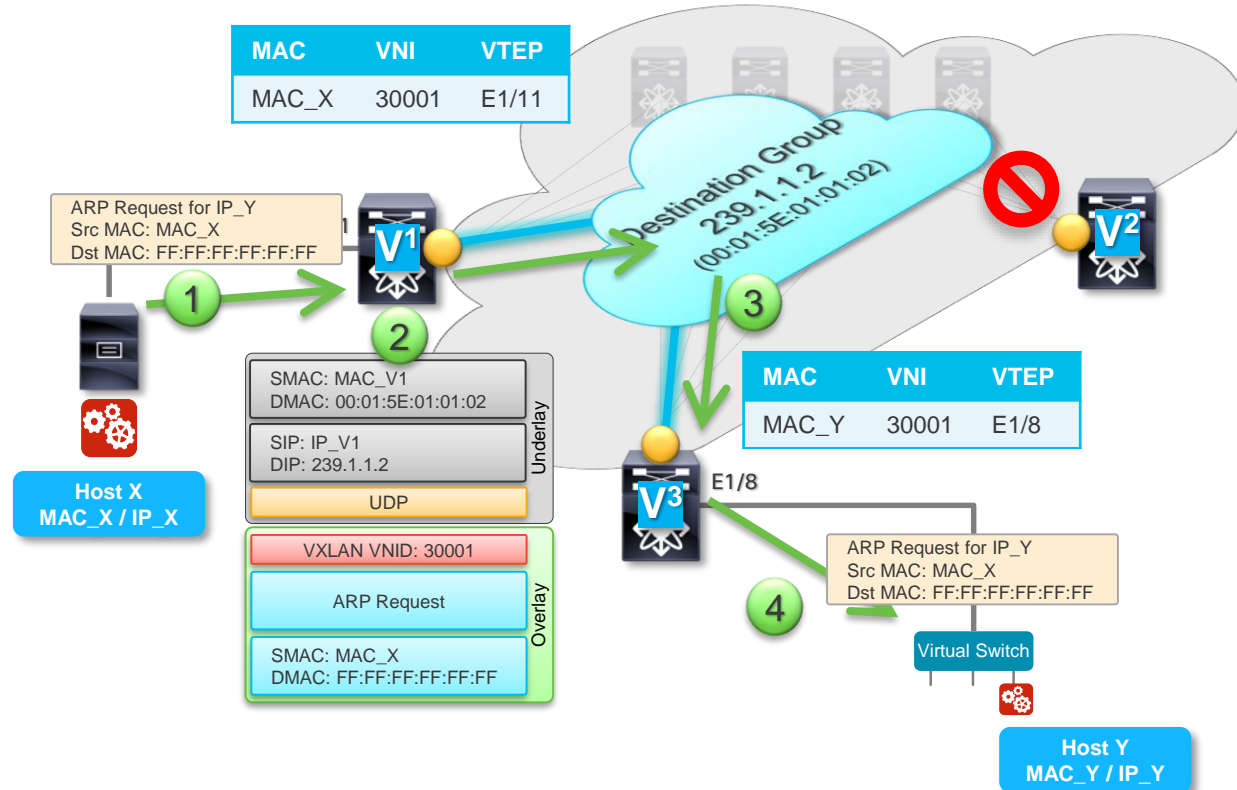 MAC VNI VTEP
MAC_X 30001 E1/11
Destination Group
239.1.1.2
(00:01:5E:01:01:02)
ARP Request for IP_Y
Src MAC: MAC_X
Dst MAC: FF:FF:FF:FF:FF:FF
1
V1
V2
1
2
3
SMAC: MAC_V1
DMAC: 00:01:5E:01:01:02
SIP: IP_V1
DIP: 239.1.1.2
UDP
Underlay
VXLAN VNID: 30001
ARP Request
SMAC: MAC_X
DMAC: FF:FF:FF:FF:FF:FF
Overlay
Host X
MAC_X / IP_X
MAC VNI VTEP
MAC_Y 30001 E1/8
V3
E1/8
ARP Request for IP_Y
Src MAC: MAC_X
Dst MAC: FF:FF:FF:FF:FF:FF
4
Virtual Switch
Host Y
MAC_Y / IP_Y